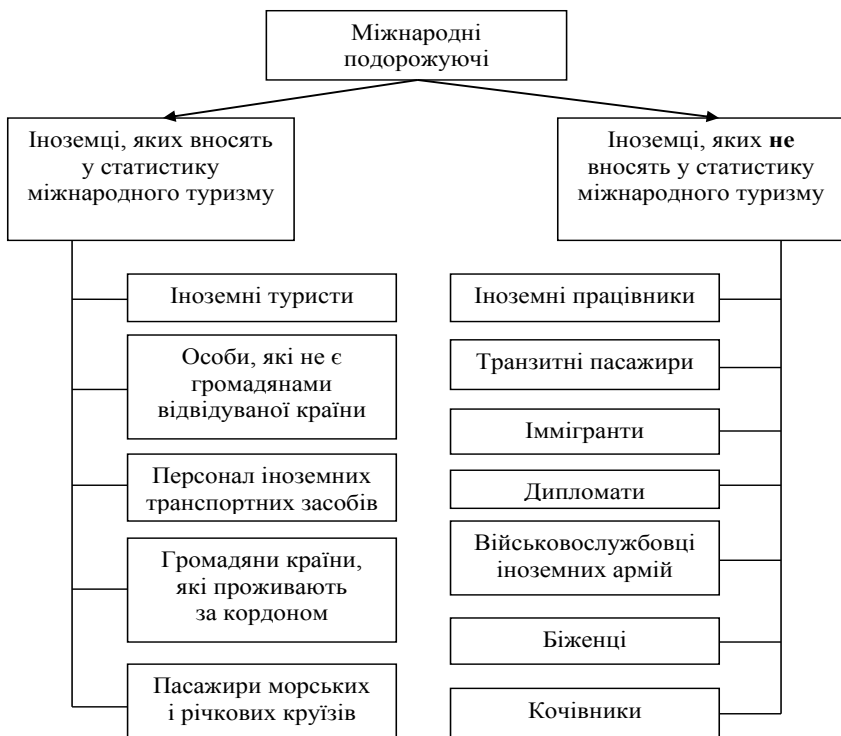 Міжнародні
подорожуючі
Іноземці, яких вносять
у статистику
міжнародного туризму
Іноземці, яких не
вносять у статистику
міжнародного туризму
Іноземні туристи
Особи, які не є
громадянами
відвідуваної країни
Персонал іноземних
транспортних засобів
Громадяни країни,
які проживають
за кордоном
Пасажири морських
і річкових круїзів
Іноземні працівники
Транзитні пасажири
Іммігранти
Дипломати
Військовослужбовці
іноземних армій
Біженці
Кочівники